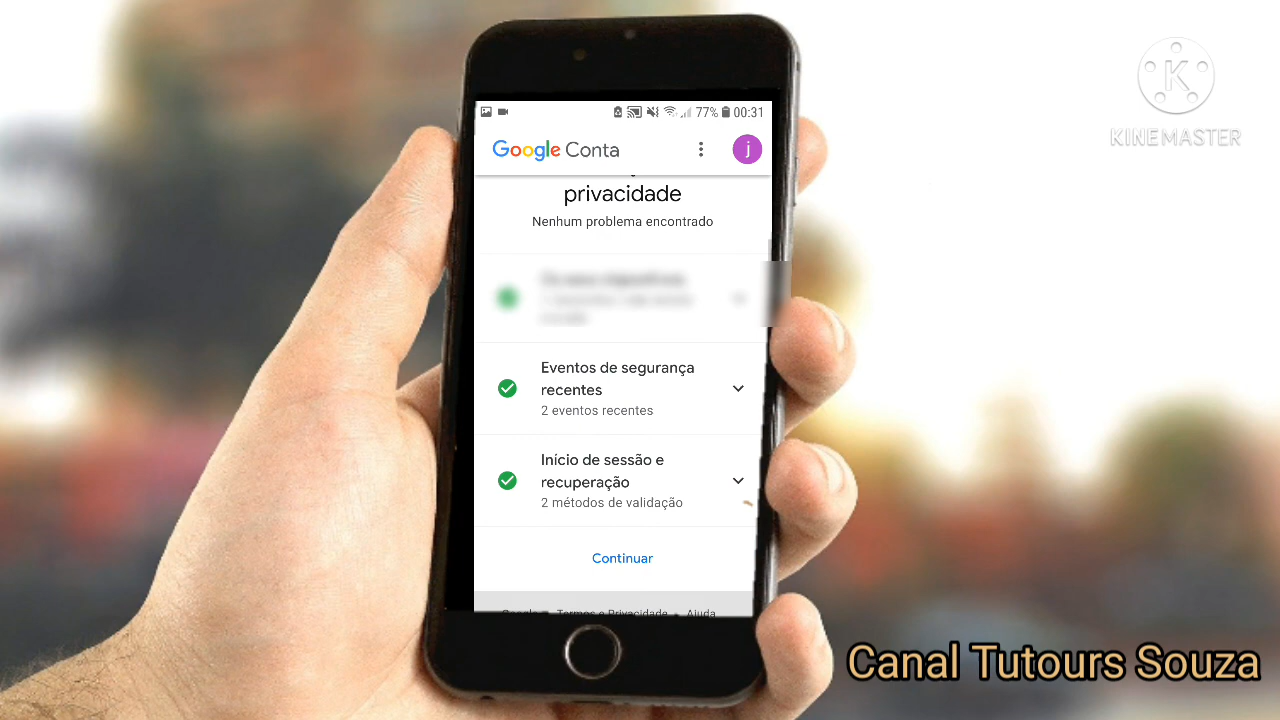 77% 00:31
Google Conta
j
privacidade
Nenhum problema encontrado
Eventos de segurança
recentes
2 eventos recentes
Início de sessão e
recuperação
2 métodos de validação
Continuar
Termos e Privacidade • Ajuda
K
KINEMASTER
Canal Tutours Souza